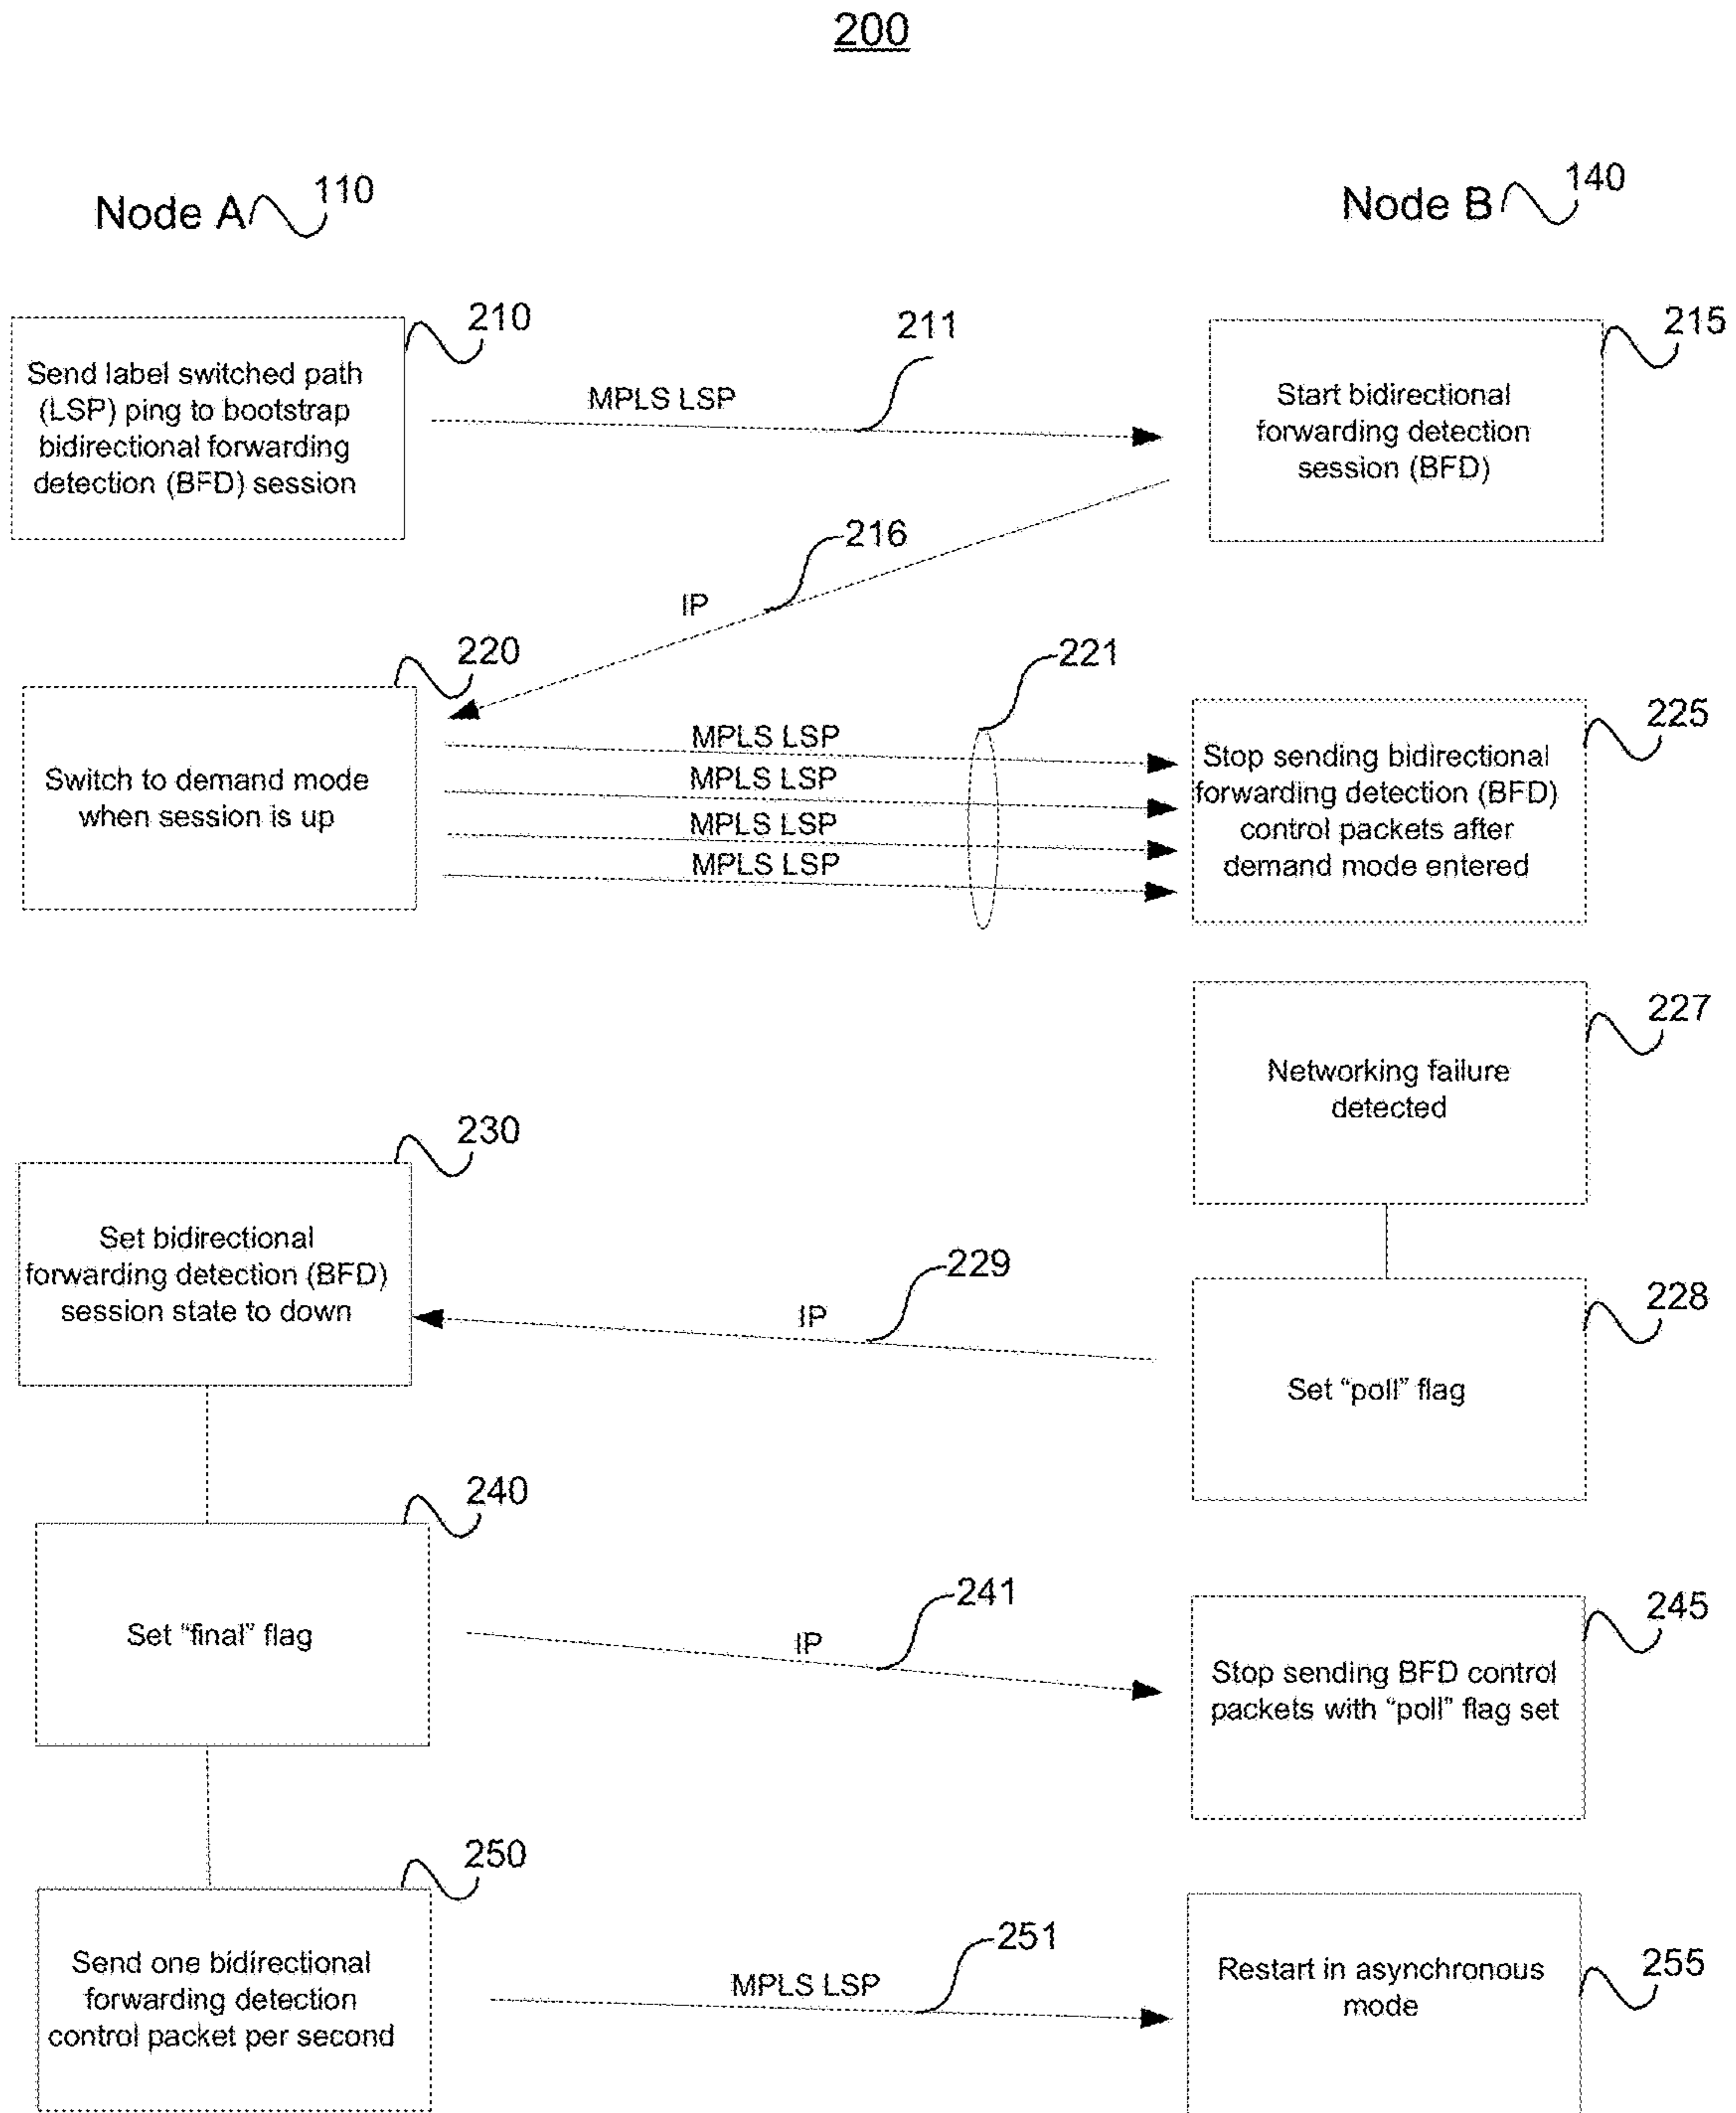 200
Node A 110
Node B 140
210
Send label switched path
(LSP) ping to bootstrap
bidirectional forwarding
detection (BFD) session
MPLS LSP
211
215
Start bidirectional
forwarding detection
session (BFD)
216
IP
220
Switch to demand mode
when session is up
221
MPLS LSP
MPLS LSP
MPLS LSP
MPLS LSP
225
Stop sending bidirectional
forwarding detection (BFD)
control packets after
demand mode entered
227
Networking failure
detected
230
Set bidirectional
forwarding detection (BFD)
session state to down
229
IP
228
Set “poll” flag
240
Set “final” flag
241
IP
245
Stop sending BFD control
packets with “poll” flag set
250
Send one bidirectional
forwarding detection
control packet per second
251
MPLS LSP
255
Restart in asynchronous
mode